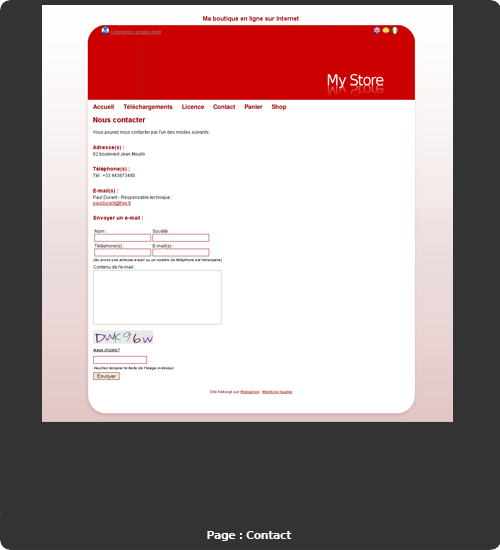 Ma boutique en ligne sur Internet
Connexion compte client
My Store
Accueil Téléchargements Licence Contact Panier Shop
Nous contacter
Vous pouvez nous contacter par l'un des modes suivants:
Adresse(s) :
82 boulevard Jean Moulin
Téléphone(s) :
Tél : +33 443873490
E-mail(s) :
Paul Durant - Responsable technique :
pauldurant@free.fr
Envoyer un e-mail :
Nom : Société :
Téléphone(s) : E-mail(s) :
(Au moins une adresse e-mail ou un numéro de téléphone est nécessaire)
Contenu de l'e-mail :
DWK96W
Image illisible?
Veuillez recopier le texte de l'image ci-dessus
Envoyer
Site hébergé par - Mentions légales
Page : Contact